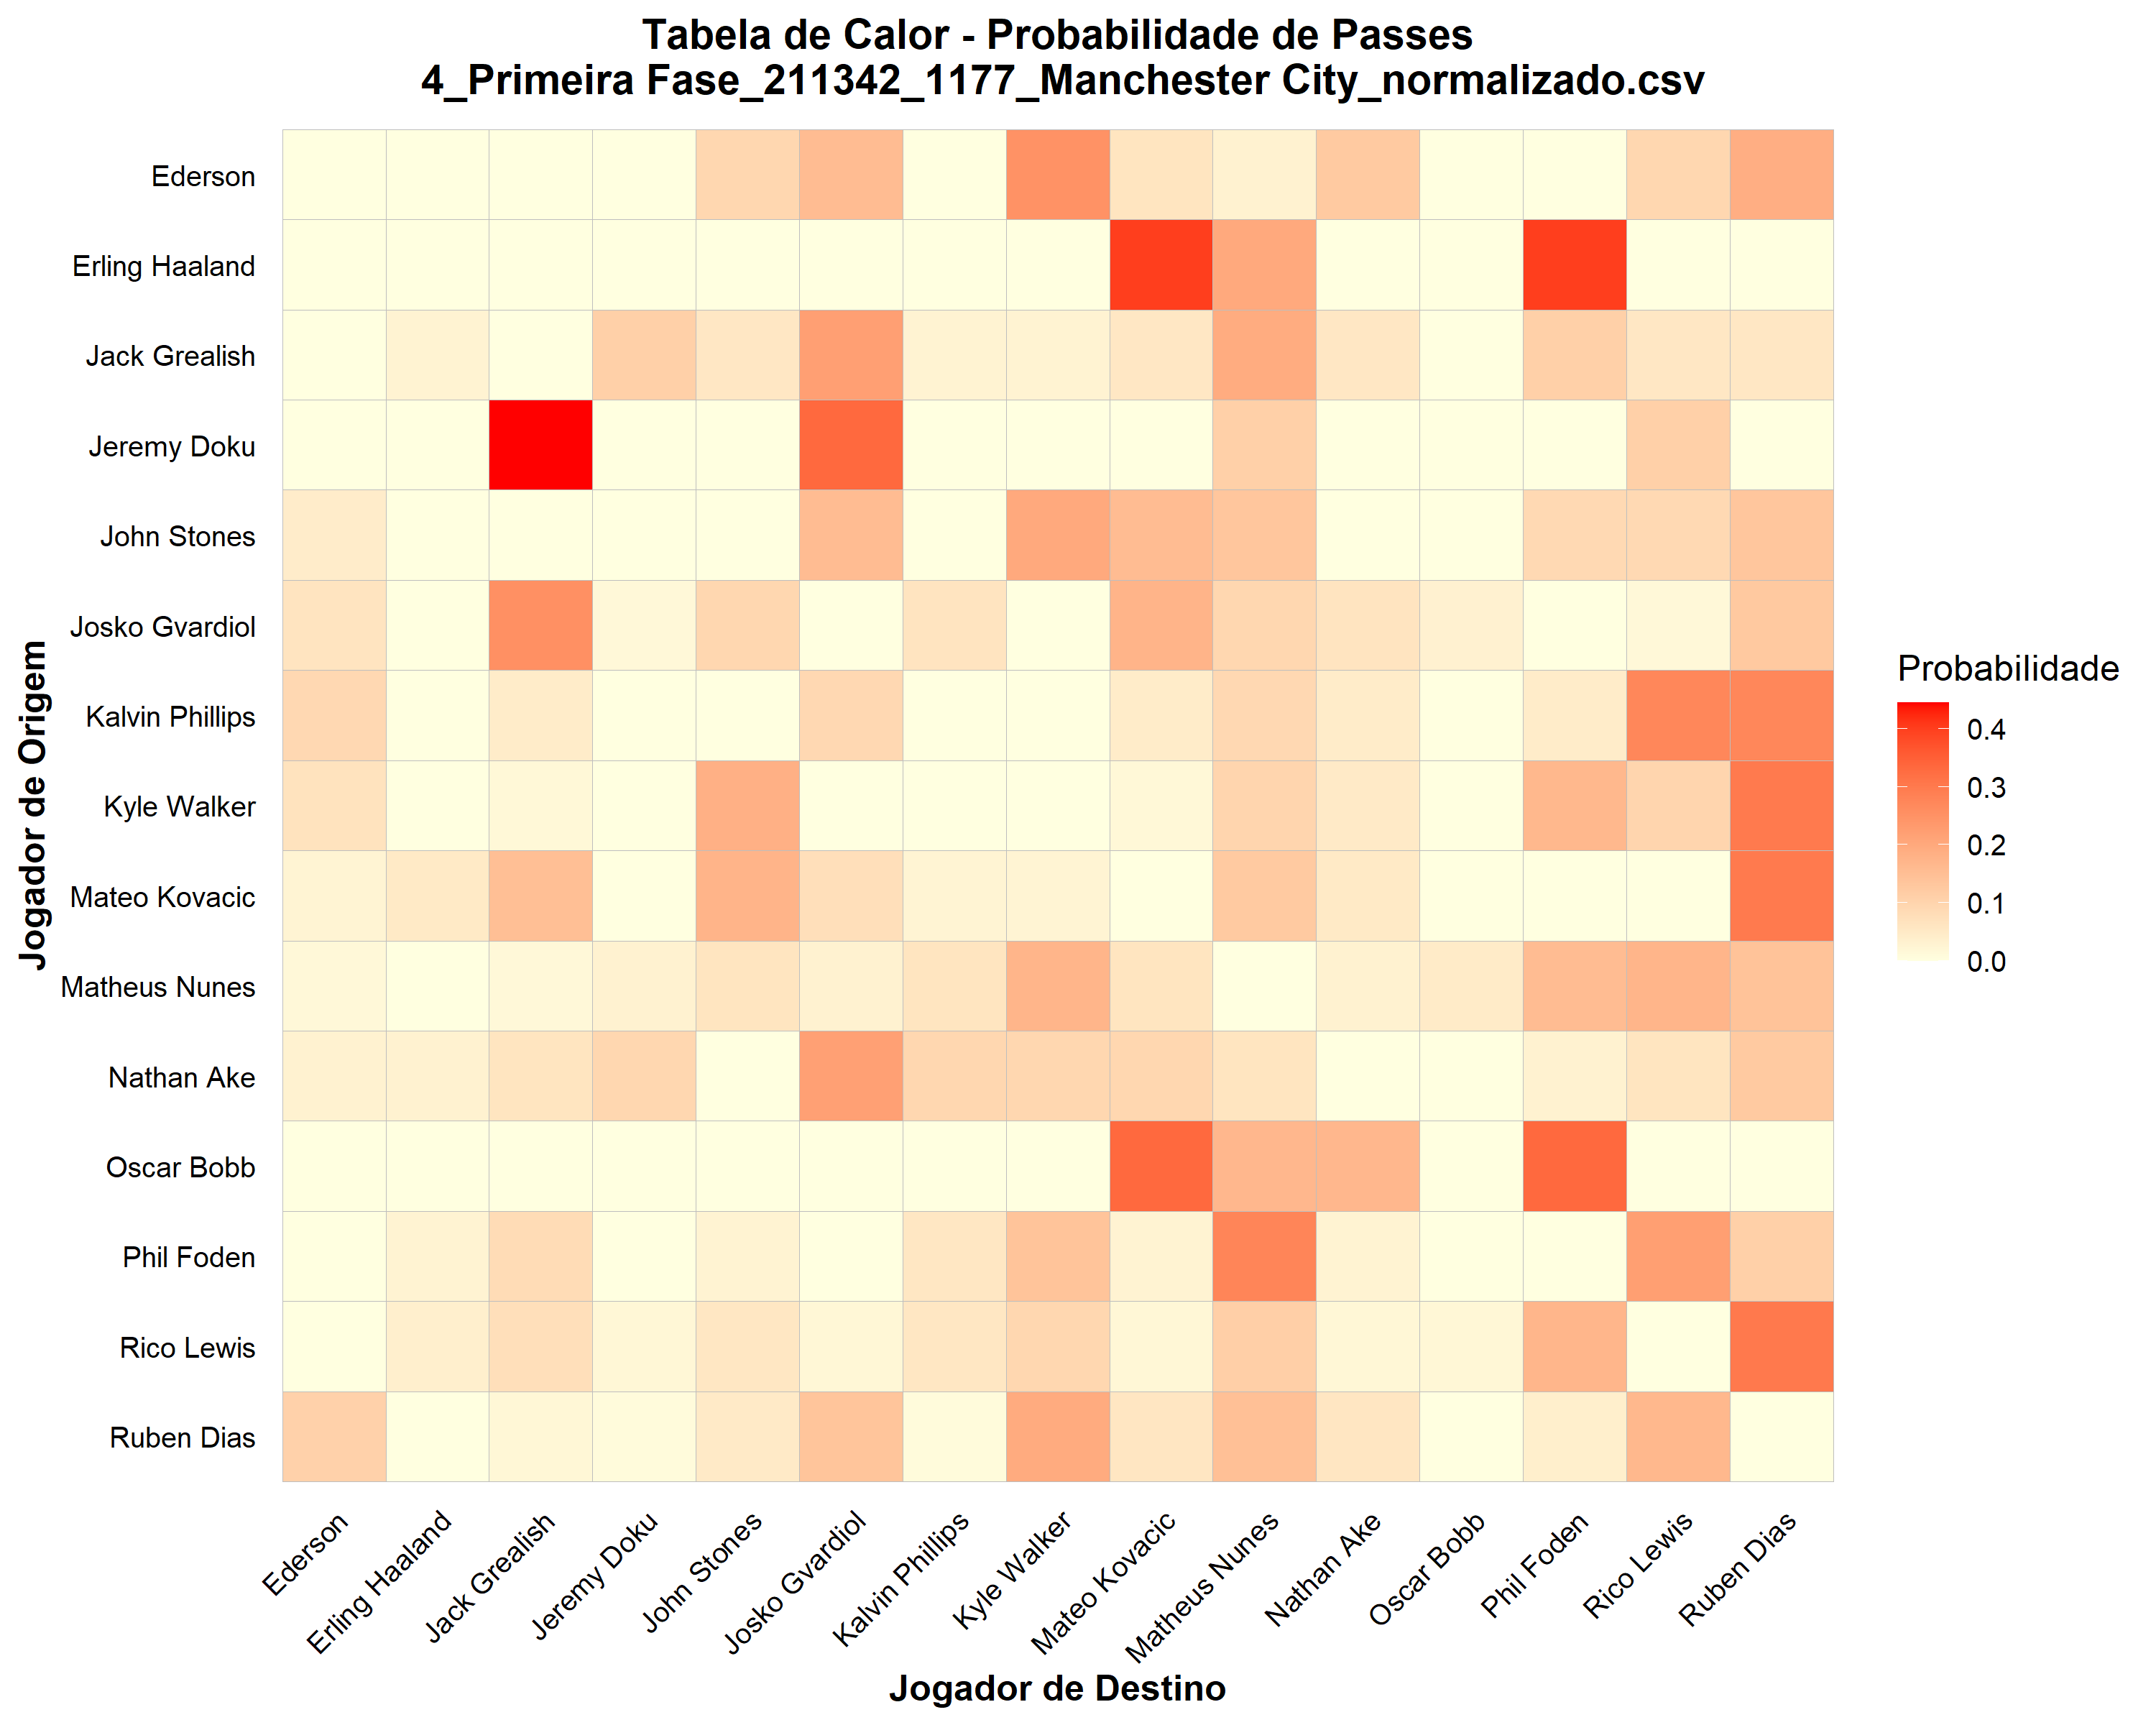 Tabela de Calor - Probabilidade de Passes
4_Primeira Fase_211342_1177_Manchester City_normalizado.csv
Jogador de Origem
Ederson
Erling Haaland
Jack Grealish
Jeremy Doku
John Stones
Josko Gvardiol
Kalvin Phillips
Kyle Walker
Mateo Kovacic
Matheus Nunes
Nathan Ake
Oscar Bobb
Phil Foden
Rico Lewis
Ruben Dias
Ederson
Erling Haaland
Jack Grealish
Jeremy Doku
John Stones
Josko Gvardiol
Kalvin Phillips
Kyle Walker
Mateo Kovacic
Matheus Nunes
Nathan Ake
Oscar Bobb
Phil Foden
Rico Lewis
Ruben Dias
Jogador de Destino
Probabilidade
0.4
0.3
0.2
0.1
0.0